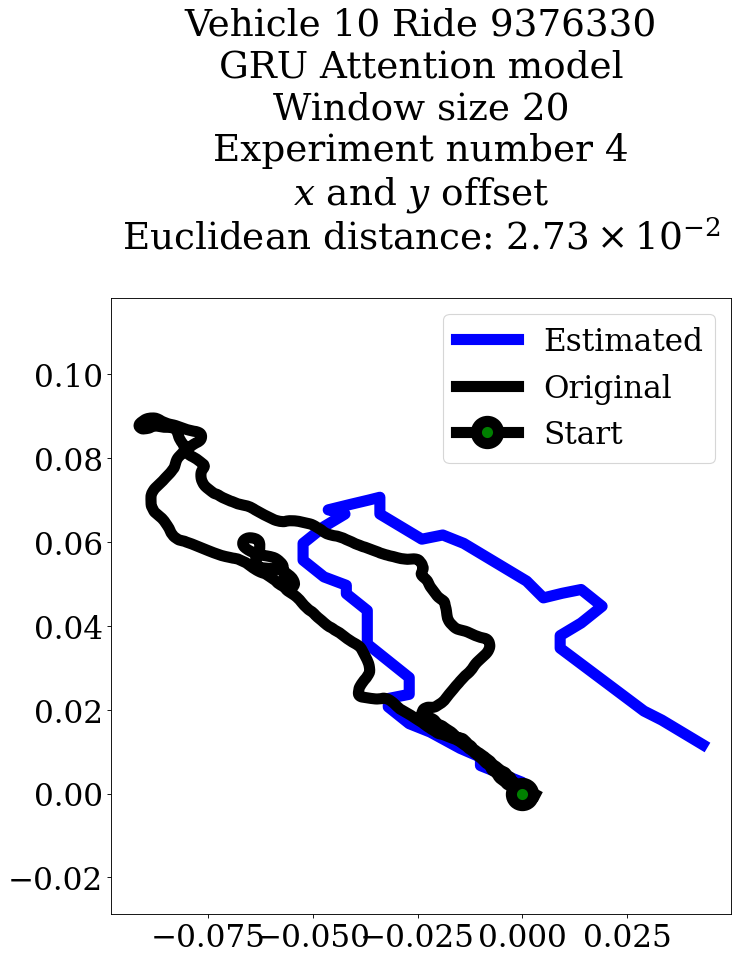 Vehicle 10 Ride 9376330
GRU Attention model
Window size 20
Experiment number 4
x and y offset
Euclidean distance: 2.73 × 10⁻²
Estimated
Original
Start
0.10
0.08
0.06
0.04
0.02
0.00
−0.02
−0.075 −0.050 −0.025 0.000 0.025